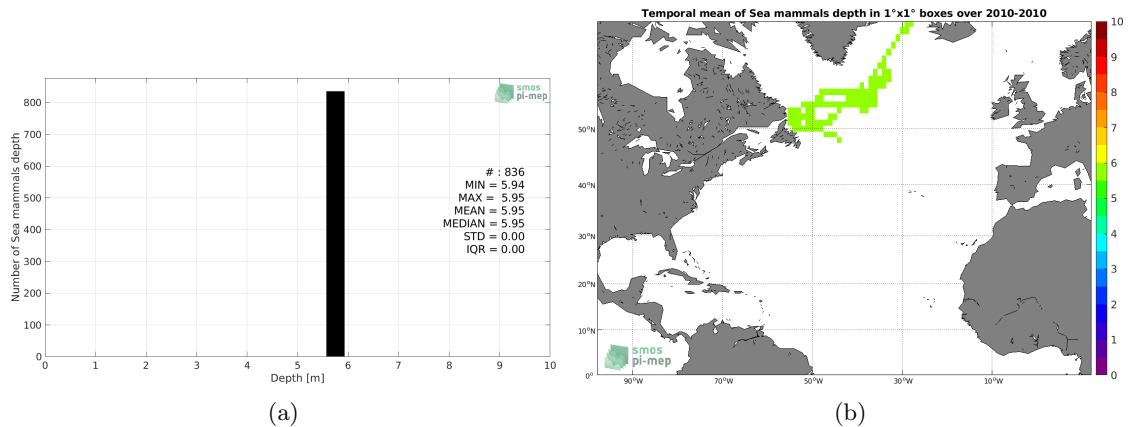 smos
pi-mep
Number of Sea mammals depth
800
700
600
500
400
300
200
100
0
# : 836
MIN = 5.94
MAX =  5.95
MEAN = 5.95
MEDIAN = 5.95
STD = 0.00
IQR = 0.00
0 1 2 3 4 5 6 7 8 9 10
Depth [m]
(a)
Temporal mean of Sea mammals depth in 1°x1° boxes over 2010-2010
50°N
40°N
30°N
20°N
10°N
0°
90°W 70°W 50°W 30°W 10°W
smos
pi-mep
10
9
8
7
6
5
4
3
2
1
0
(b)